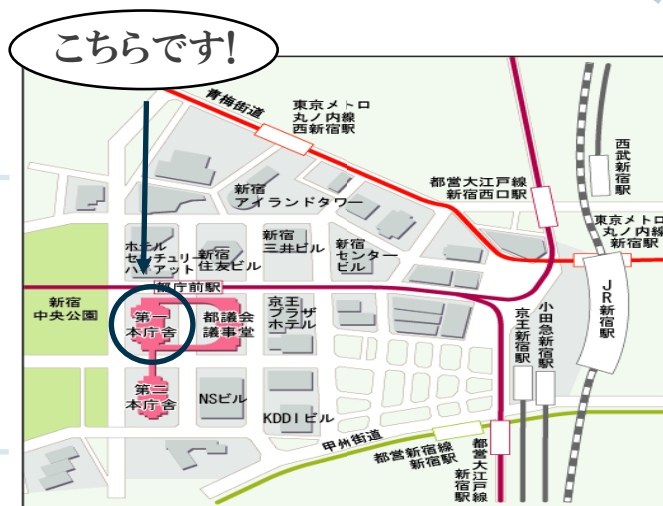 こちらです!
青梅街道
東京メトロ
丸ノ内線
西新宿駅
西武新宿駅
都営大江戸線
新宿西口駅
新宿
アイランドタワー
東京メトロ
丸ノ内線
新宿駅
ホテル
センチュリー
ハイアット
新宿
住友ビル
新宿
三井ビル
新宿
センター
ビル
都庁前駅
新宿
中央公園
第一
本庁舎
都議会
議事堂
京王
プラザ
ホテル
小田急新宿駅
京王新宿駅
JR新宿駅
第二
本庁舎
NSビル
KDDIビル
甲州街道
都営新宿線
新宿駅
都営大江戸線
新宿駅